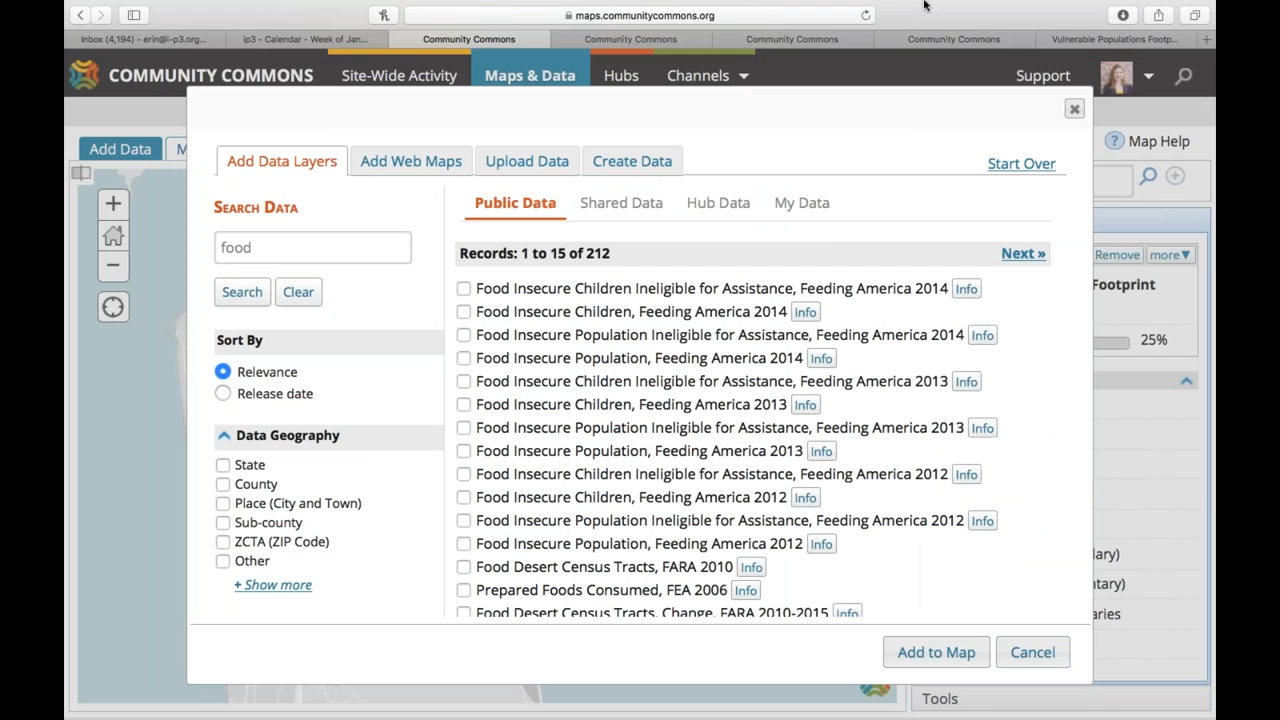 maps.communitycommons.org
Inbox (4,194) - erin@i-p3.org... ip3 - Calendar - Week of Jan... Community Commons Community Commons Community Commons Community Commons Vulnerable Populations Footp...
COMMUNITY COMMONS Site-Wide Activity Maps & Data Hubs Channels Support
Add Data M Map Help
Add Data Layers Add Web Maps Upload Data Create Data Start Over
SEARCH DATA
food
Search Clear
Sort By
Relevance
Release date
Data Geography
State
County
Place (City and Town)
Sub-county
ZCTA (ZIP Code)
Other
+ Show more
Public Data Shared Data Hub Data My Data
Records: 1 to 15 of 212 Next »
Food Insecure Children Ineligible for Assistance, Feeding America 2014 Info
Food Insecure Children, Feeding America 2014 Info
Food Insecure Population Ineligible for Assistance, Feeding America 2014 Info
Food Insecure Population, Feeding America 2014 Info
Food Insecure Children Ineligible for Assistance, Feeding America 2013 Info
Food Insecure Children, Feeding America 2013 Info
Food Insecure Population Ineligible for Assistance, Feeding America 2013 Info
Food Insecure Population, Feeding America 2013 Info
Food Insecure Children Ineligible for Assistance, Feeding America 2012 Info
Food Insecure Children, Feeding America 2012 Info
Food Insecure Population Ineligible for Assistance, Feeding America 2012 Info
Food Insecure Population, Feeding America 2012 Info
Food Desert Census Tracts, FARA 2010 Info
Prepared Foods Consumed, FEA 2006 Info
Food Desert Census Tracts, Change, FARA 2010-2015 Info
Add to Map Cancel
Remove more▼
Footprint
25%
lary)
ntary)
ries
Tools